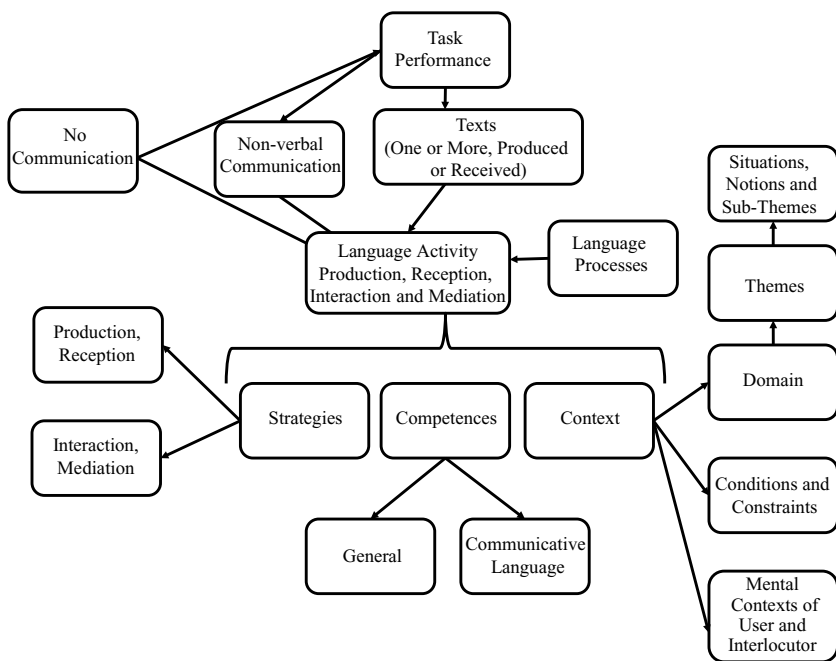 Task
Performance
No
Communication
Non-verbal
Communication
Texts
(One or More, Produced
or Received)
Situations,
Notions and
Sub-Themes
Language Activity
Production, Reception,
Interaction and Mediation
Language
Processes
Themes
Production,
Reception
Domain
Strategies
Competences
Context
Interaction,
Mediation
Conditions and
Constraints
General
Communicative
Language
Mental
Contexts of
User and
Interlocutor